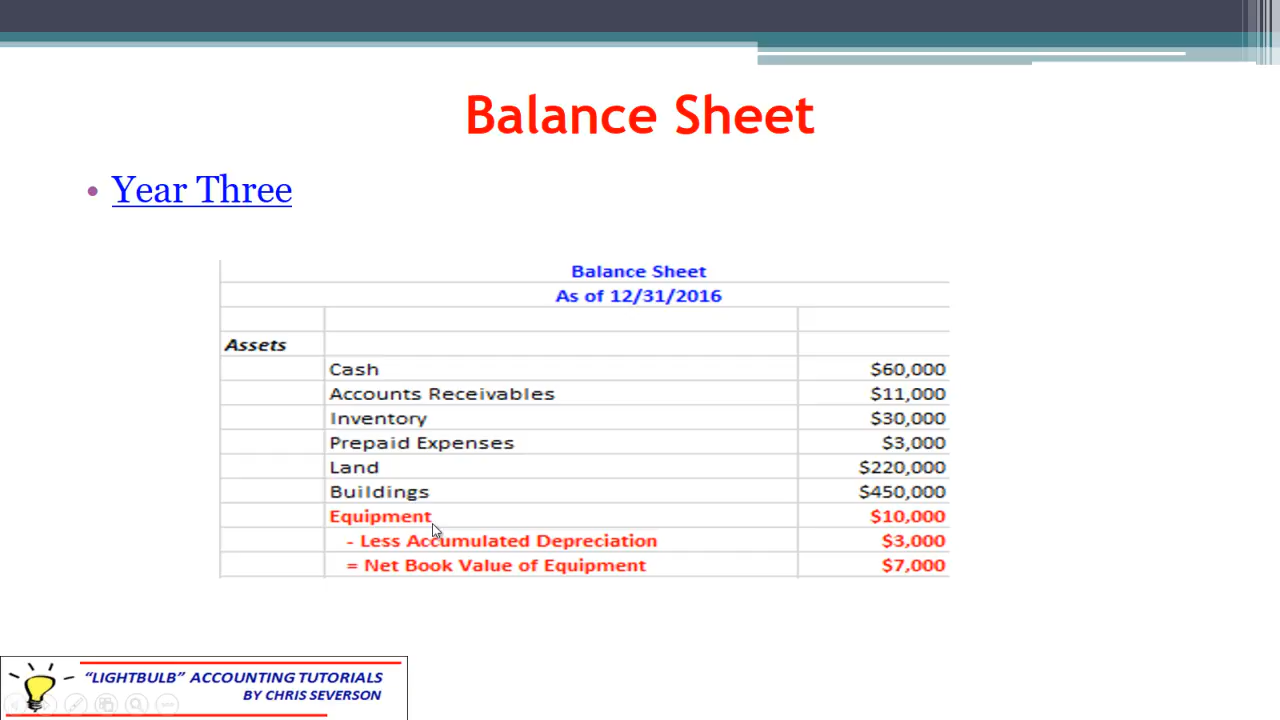 Balance Sheet
• Year Three
Balance Sheet
As of 12/31/2016
Assets
Cash $60,000
Accounts Receivables $11,000
Inventory $30,000
Prepaid Expenses $3,000
Land $220,000
Buildings $450,000
Equipment $10,000
- Less Accumulated Depreciation $3,000
= Net Book Value of Equipment $7,000
“LIGHTBULB” ACCOUNTING TUTORIALS
BY CHRIS SEVERSON